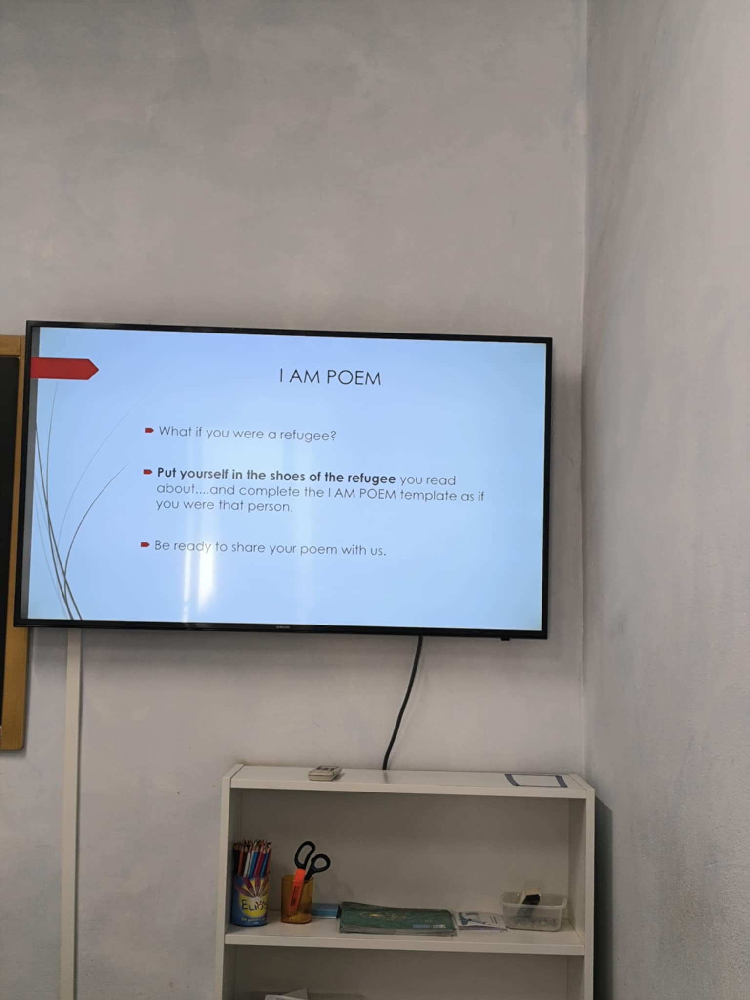 I AM POEM
What if you were a refugee?
Put yourself in the shoes of the refugee you read
about....and complete the I AM POEM template as if
you were that person.
Be ready to share your poem with us.
SAMSUNG
ELIOS